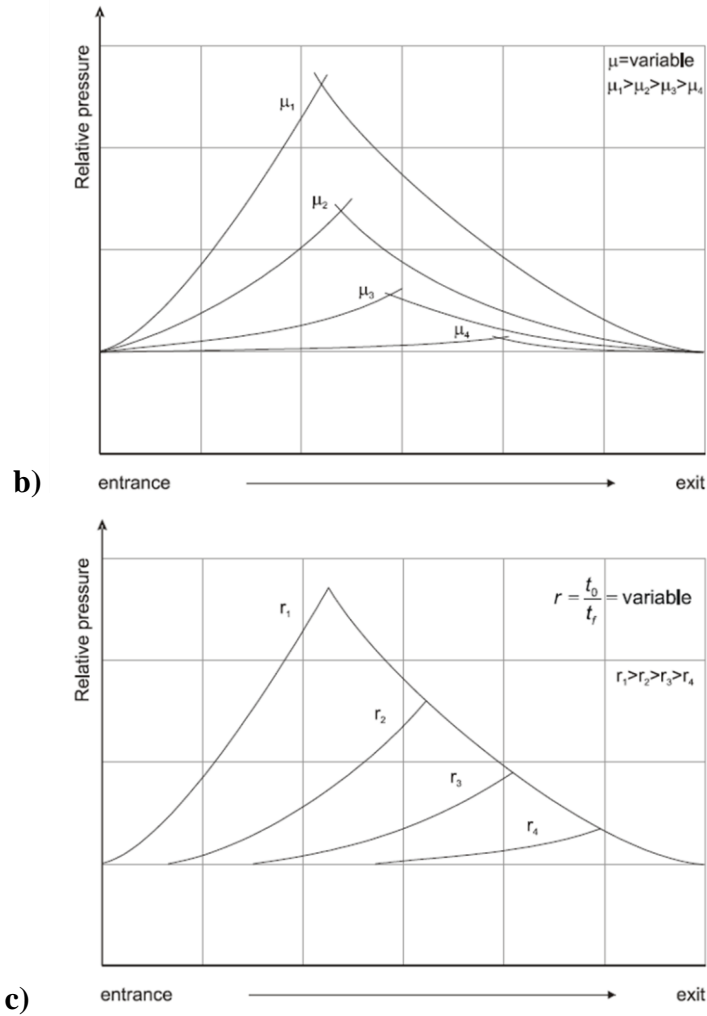 Relative pressure
μ=variable
μ₁>μ₂>μ₃>μ₄
μ₁
μ₂
μ₃
μ₄
b)
entrance
exit
Relative pressure
r = t₀/t_f = variable
r₁>r₂>r₃>r₄
r₁
r₂
r₃
r₄
c)
entrance
exit